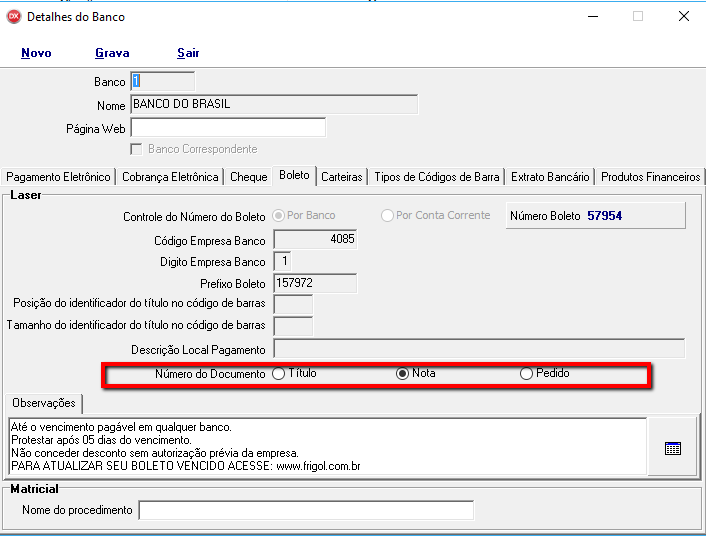 DX Detalhes do Banco
Novo Grava Sair
Banco 1
Nome BANCO DO BRASIL
Página Web
Banco Correspondente
Pagamento Eletrônico Cobrança Eletrônica Cheque Boleto Carteiras Tipos de Códigos de Barra Extrato Bancário Produtos Financeiros
Laser
Controle do Número do Boleto Por Banco Por Conta Corrente Número Boleto 57954
Código Empresa Banco 4085
Digito Empresa Banco 1
Prefixo Boleto 157972
Posição do identificador do título no código de barras
Tamanho do identificador do título no código de barras
Descrição Local Pagamento
Número do Documento Título Nota Pedido
Observações
Até o vencimento pagável em qualquer banco.
Protestar após 05 dias do vencimento.
Não conceder desconto sem autorização prévia da empresa.
PARA ATUALIZAR SEU BOLETO VENCIDO ACESSE: www.frigol.com.br
Matricial
Nome do procedimento